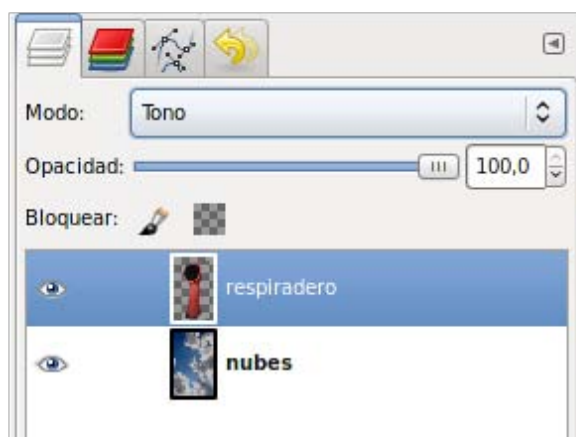 Modo: Tono
Opacidad: 100,0
Bloquear:
respiradero
nubes